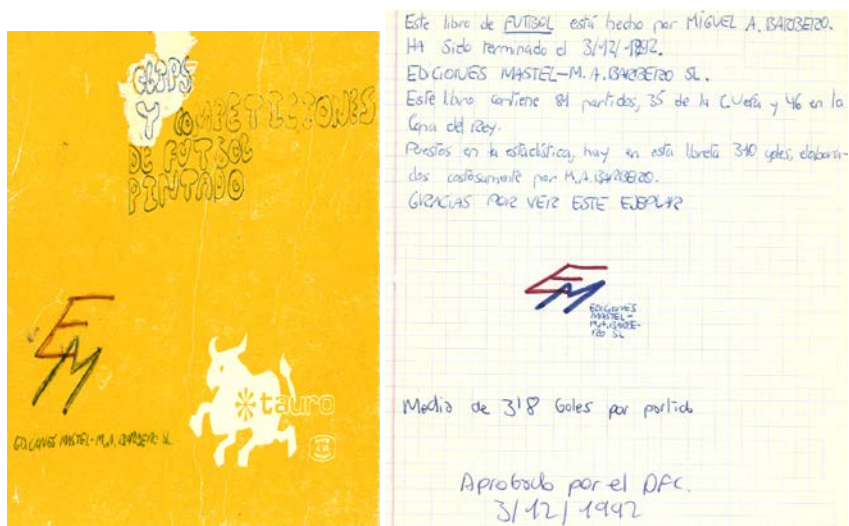 CLIPS
Y COMPETICIONES
DE FUTBOL
PINTADO
EM
EDICIONES MASTEL-M.A. BARBERO SL
*tauro
Este libro de FUTBOL está hecho por MIGUEL A. BARBERO.
HA Sido terminado el 3/12/1992.
EDICIONES MASTEL-M.A.BARBERO SL.
Este libro contiene 81 partidos, 35 de la C.Uefa y 46 en la
Copa del Rey.
Puestos en la estadística, hay en esta libreta 310 goles, elabora-
dos costosamente por M.A.BARBERO.
GRACIAS POR VER ESTE EJEMPLAR
EM
EDICIONES
MASTEL-
M.A.BARBE-
RO SL
Media de 3'8 Goles por partido
Aprobado por el DFC.
3/12/1992